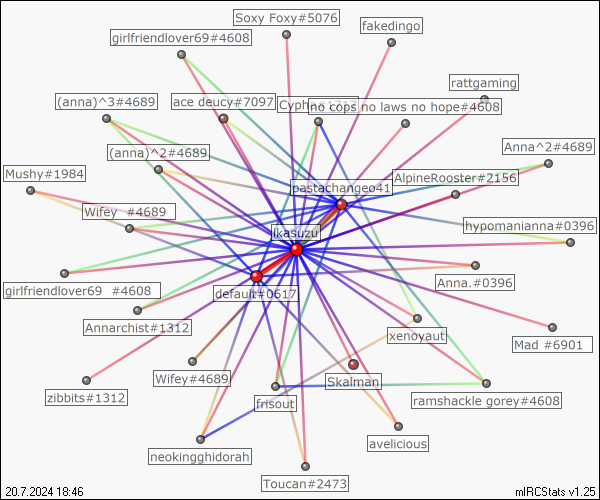 Soxy Foxy#5076
fakedingo
girlfriendlover69#4608
rattgaming
(anna)^3#4689
ace deucy#7097
no cops no laws no hope#4608
Anna^2#4689
(anna)^2#4689
Mushy#1984
AlpineRooster#2156
pastachangeo41
Wifey #4689
hypomanianna#0396
jikasuzu
girlfriendlover69 #4608
default#0617
Anna.#0396
Annarchist#1312
xenoyaut
Mad #6901
Wifey#4689
Skalman
zibbits#1312
frisout
ramshackle gorey#4608
avelicious
neokingghidorah
Toucan#2473
20.7.2024 18:46
mIRCStats v1.25